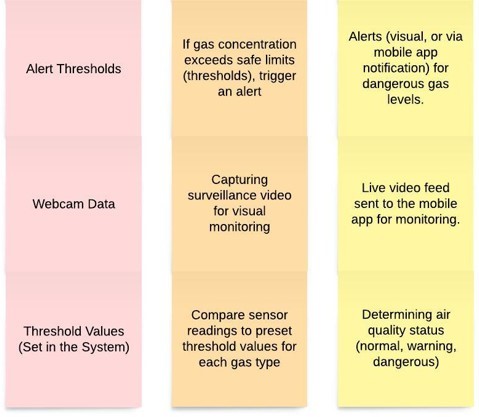 Alert Thresholds
If gas concentration
exceeds safe limits
(thresholds), trigger
an alert
Alerts (visual, or via
mobile app
notification) for
dangerous gas
levels.
Webcam Data
Capturing
surveillance video
for visual
monitoring
Live video feed
sent to the mobile
app for monitoring.
Threshold Values
(Set in the System)
Compare sensor
readings to preset
threshold values for
each gas type
Determining air
quality status
(normal, warning,
dangerous)